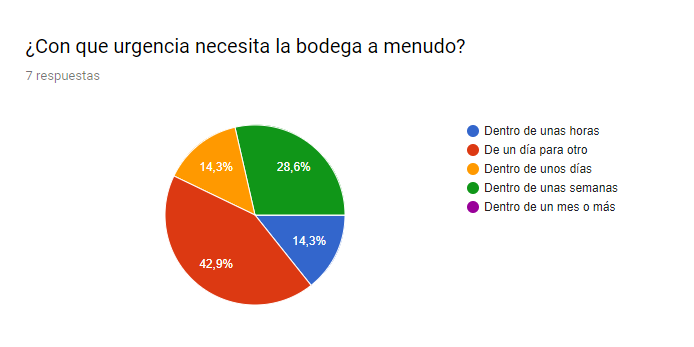 ¿Con que urgencia necesita la bodega a menudo?
7 respuestas
Dentro de unas horas
De un día para otro
Dentro de unos días
Dentro de unas semanas
Dentro de un mes o más
14,3%
28,6%
14,3%
42,9%